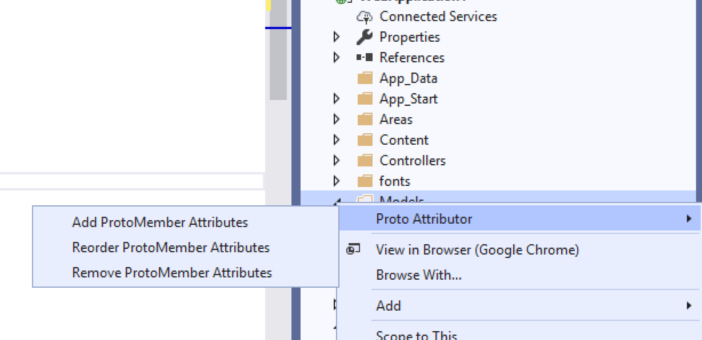 Connected Services
Properties
References
App_Data
App_Start
Areas
Content
Controllers
fonts
Models
Proto Attributor
Add ProtoMember Attributes
Reorder ProtoMember Attributes
Remove ProtoMember Attributes
View in Browser (Google Chrome)
Browse With...
Add
Scope to This